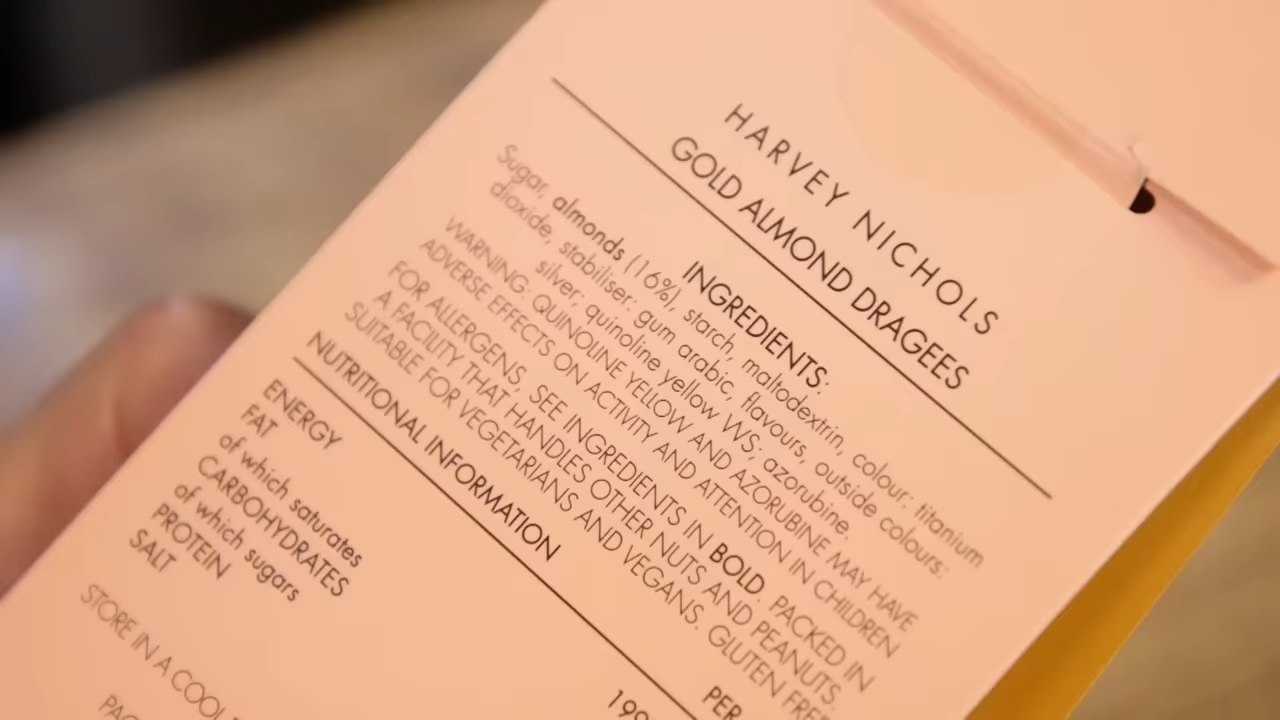 HARVEY NICHOLS
GOLD ALMOND DRAGEES
INGREDIENTS:
Sugar, almonds (16%), starch, maltodextrin, colour: titanium
dioxide, stabiliser: gum arabic, flavours, outside colours:
silver; quinoline yellow WS; azorubine.
WARNING: QUINOLINE YELLOW AND AZORUBINE MAY HAVE
ADVERSE EFFECTS ON ACTIVITY AND ATTENTION IN CHILDREN
FOR ALLERGENS, SEE INGREDIENTS IN BOLD. PACKED IN
A FACILITY THAT HANDLES OTHER NUTS AND PEANUTS.
SUITABLE FOR VEGETARIANS AND VEGANS. GLUTEN FREE
NUTRITIONAL INFORMATION
PER
ENERGY
199
FAT
of which saturates
CARBOHYDRATES
of which sugars
PROTEIN
SALT
STORE IN A COOL